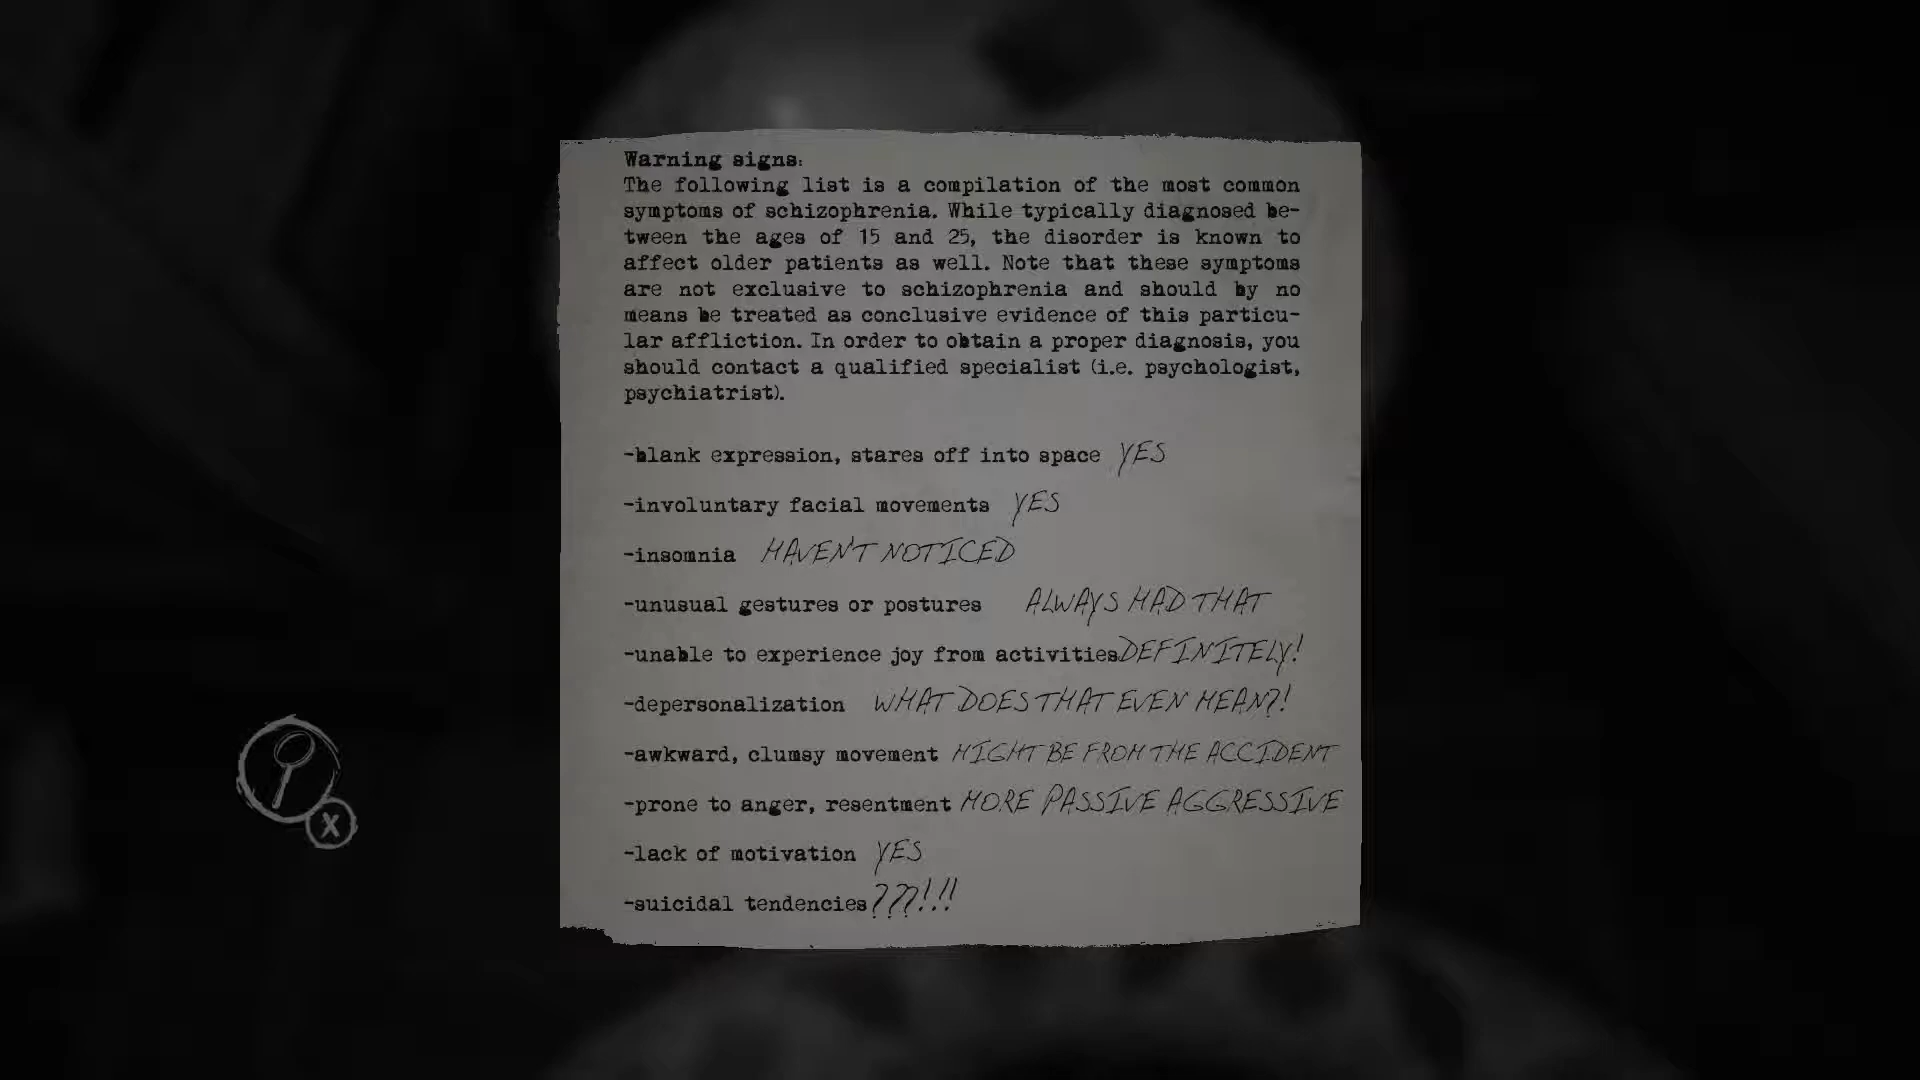 Warning signs:
The following list is a compilation of the most common
symptoms of schizophrenia. While typically diagnosed be-
tween the ages of 15 and 25, the disorder is known to
affect older patients as well. Note that these symptoms
are not exclusive to schizophrenia and should by no
means be treated as conclusive evidence of this particu-
lar affliction. In order to obtain a proper diagnosis, you
should contact a qualified specialist (i.e. psychologist,
psychiatrist).
-blank expression, stares off into space YES
-involuntary facial movements YES
-insomnia HAVEN'T NOTICED
-unusual gestures or postures ALWAYS HAD THAT
-unable to experience joy from activities DEFINITELY!
-depersonalization WHAT DOES THAT EVEN MEAN?!
-awkward, clumsy movement MIGHT BE FROM THE ACCIDENT
-prone to anger, resentment MORE PASSIVE AGGRESSIVE
-lack of motivation YES
-suicidal tendencies ???!!!
X